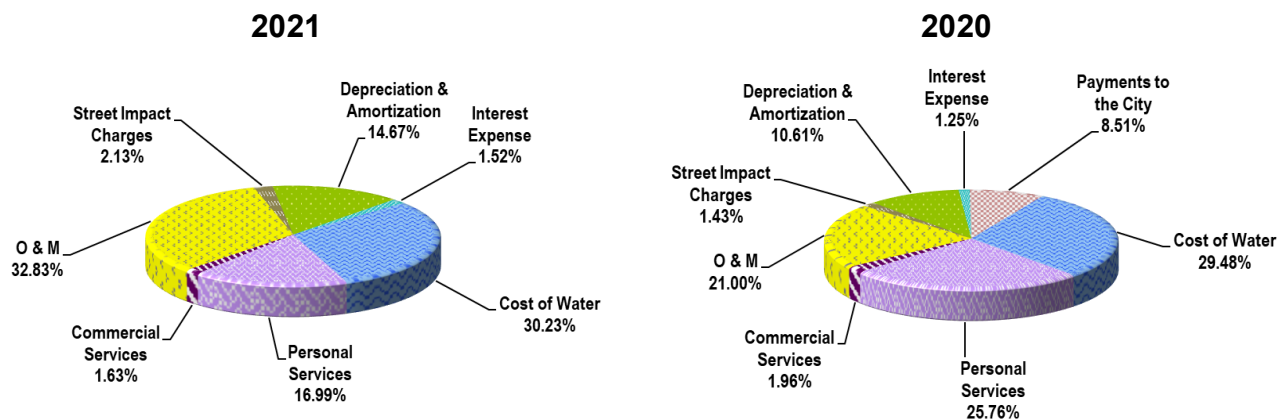 2021
Depreciation &
Amortization
14.67%
Interest
Expense
1.52%
Street Impact
Charges
2.13%
O & M
32.83%
Cost of Water
30.23%
Commercial
Services
1.63%
Personal
Services
16.99%
2020
Interest
Expense
1.25%
Payments to
the City
8.51%
Depreciation &
Amortization
10.61%
Street Impact
Charges
1.43%
Cost of Water
29.48%
O & M
21.00%
Commercial
Services
1.96%
Personal
Services
25.76%